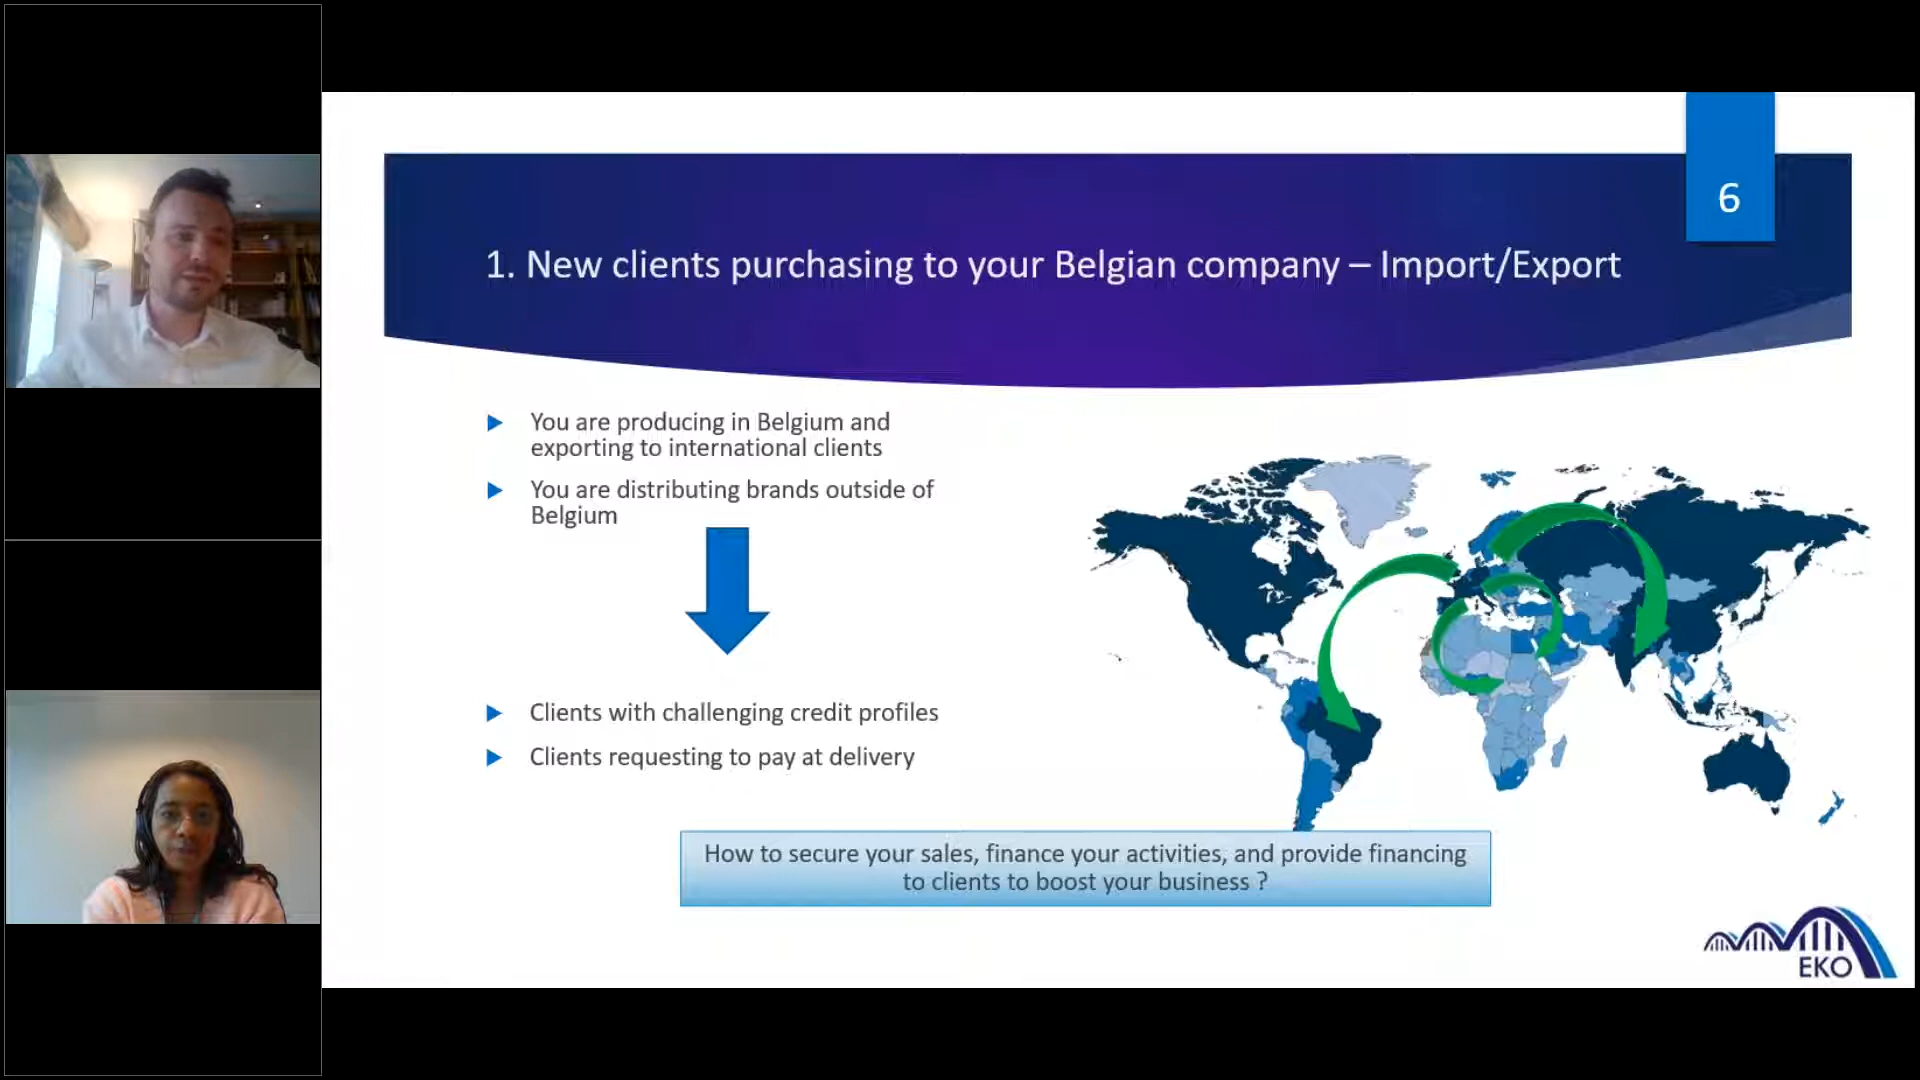 6
1. New clients purchasing to your Belgian company – Import/Export
You are producing in Belgium and
exporting to international clients
You are distributing brands outside of
Belgium
Clients with challenging credit profiles
Clients requesting to pay at delivery
How to secure your sales, finance your activities, and provide financing
to clients to boost your business ?
EKO